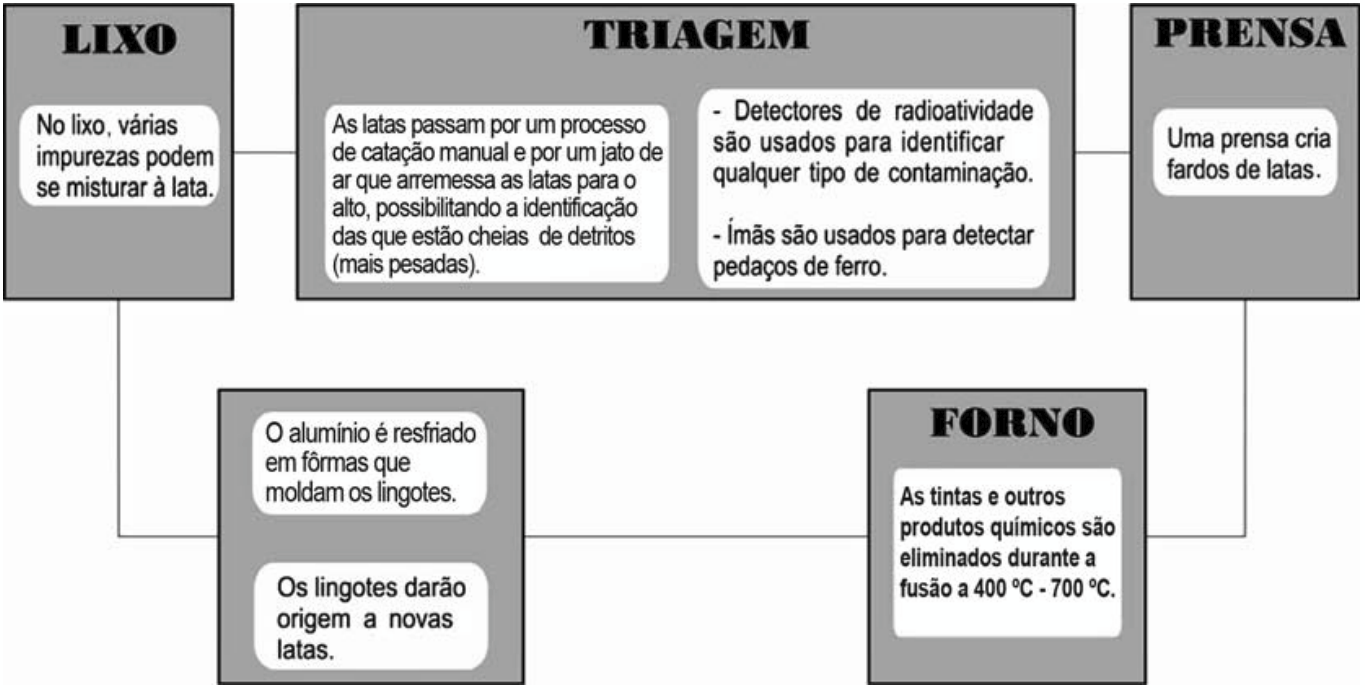 LIXO
No lixo, várias
impurezas podem
se misturar à lata.
TRIAGEM
As latas passam por um processo
de catação manual e por um jato de
ar que arremessa as latas para o
alto, possibilitando a identificação
das que estão cheias de detritos
(mais pesadas).
- Detectores de radioatividade
são usados para identificar
qualquer tipo de contaminação.
- Ímãs são usados para detectar
pedaços de ferro.
PRENSA
Uma prensa cria
fardos de latas.
FORNO
As tintas e outros
produtos químicos são
eliminados durante a
fusão a 400 ºC - 700 ºC.
O alumínio é resfriado
em fôrmas que
moldam os lingotes.
Os lingotes darão
origem a novas
latas.